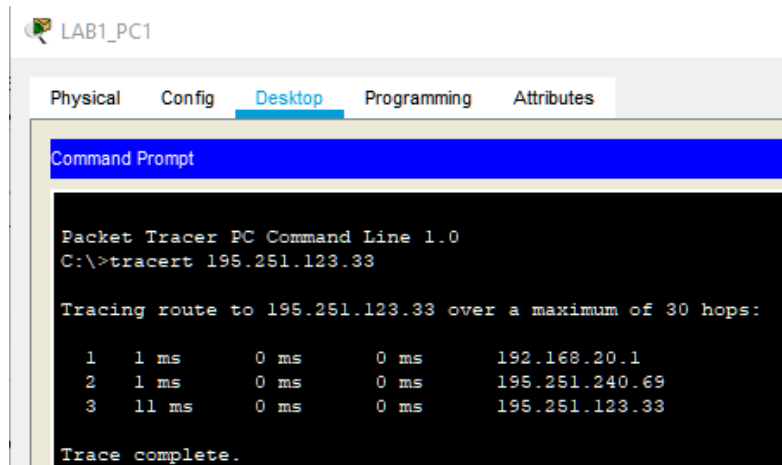 LAB1_PC1
Physical Config Desktop Programming Attributes
Command Prompt
Packet Tracer PC Command Line 1.0
C:\>tracert 195.251.123.33
Tracing route to 195.251.123.33 over a maximum of 30 hops:
1 1 ms 0 ms 0 ms 192.168.20.1
2 1 ms 0 ms 0 ms 195.251.240.69
3 11 ms 0 ms 0 ms 195.251.123.33
Trace complete.